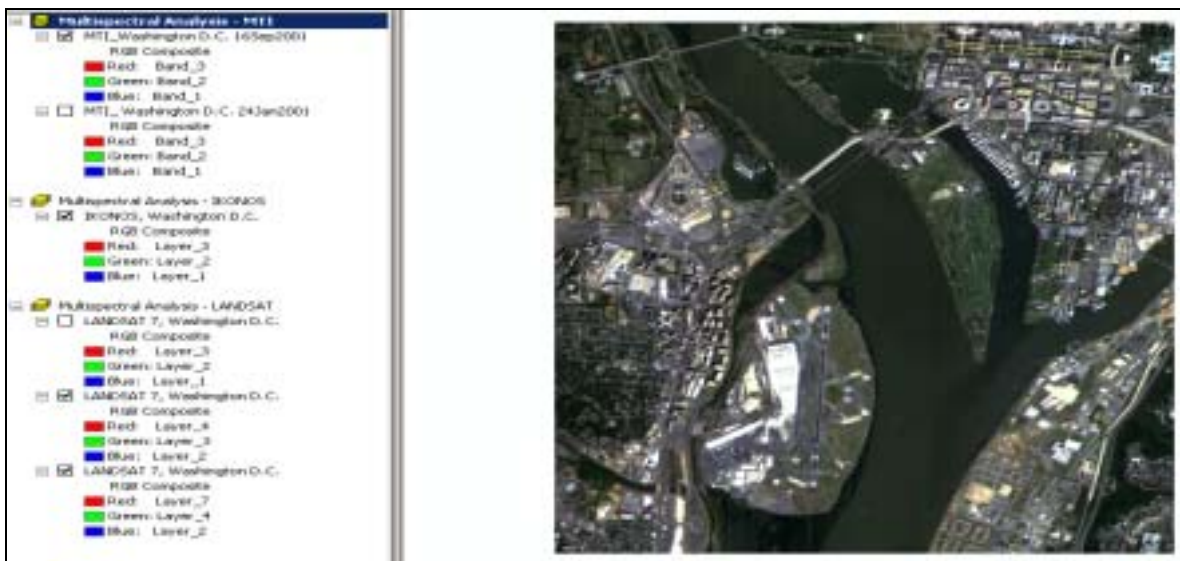 Multispectral Analysis - MTI
MTI_Washington D.C. 16Sep2001
RGB Composite
Red: Band_3
Green: Band_2
Blue: Band_1
MTI_Washington D.C. 24Jan2001
RGB Composite
Red: Band_3
Green: Band_2
Blue: Band_1
Multispectral Analysis - IKONOS
IKONOS, Washington D.C.
RGB Composite
Red: Layer_3
Green: Layer_2
Blue: Layer_1
Multispectral Analysis - LANDSAT
LANDSAT 7, Washington D.C.
RGB Composite
Red: Layer_3
Green: Layer_2
Blue: Layer_1
LANDSAT 7, Washington D.C.
RGB Composite
Red: Layer_4
Green: Layer_3
Blue: Layer_2
LANDSAT 7, Washington D.C.
RGB Composite
Red: Layer_7
Green: Layer_4
Blue: Layer_2